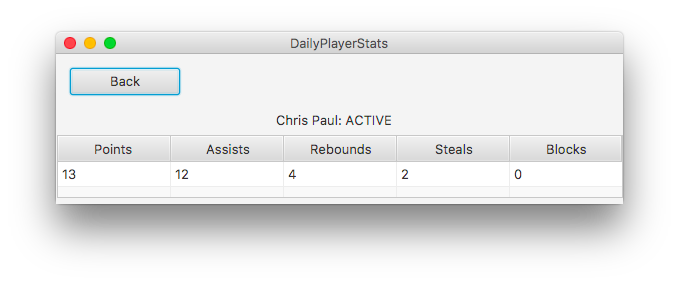 DailyPlayerStats
Back
Chris Paul: ACTIVE
Points Assists Rebounds Steals Blocks
13 12 4 2 0